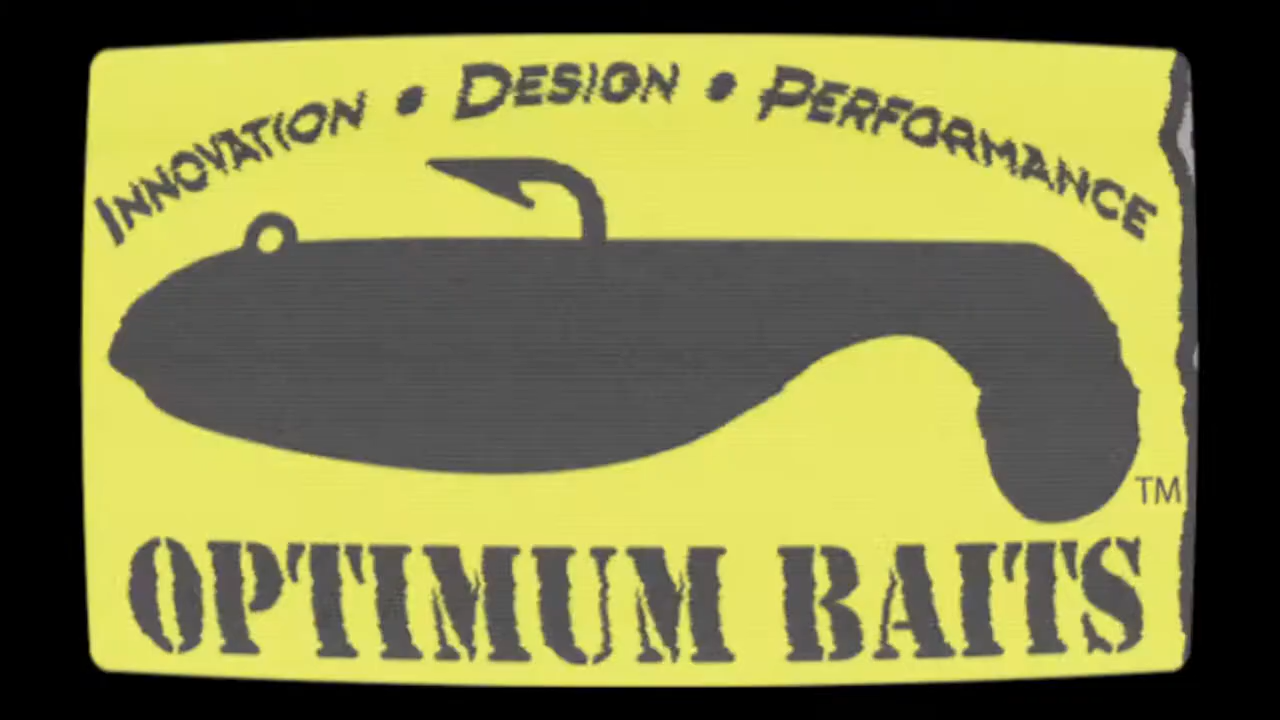 INNOVATION • DESIGN • PERFORMANCE
TM
OPTIMUM BAITS